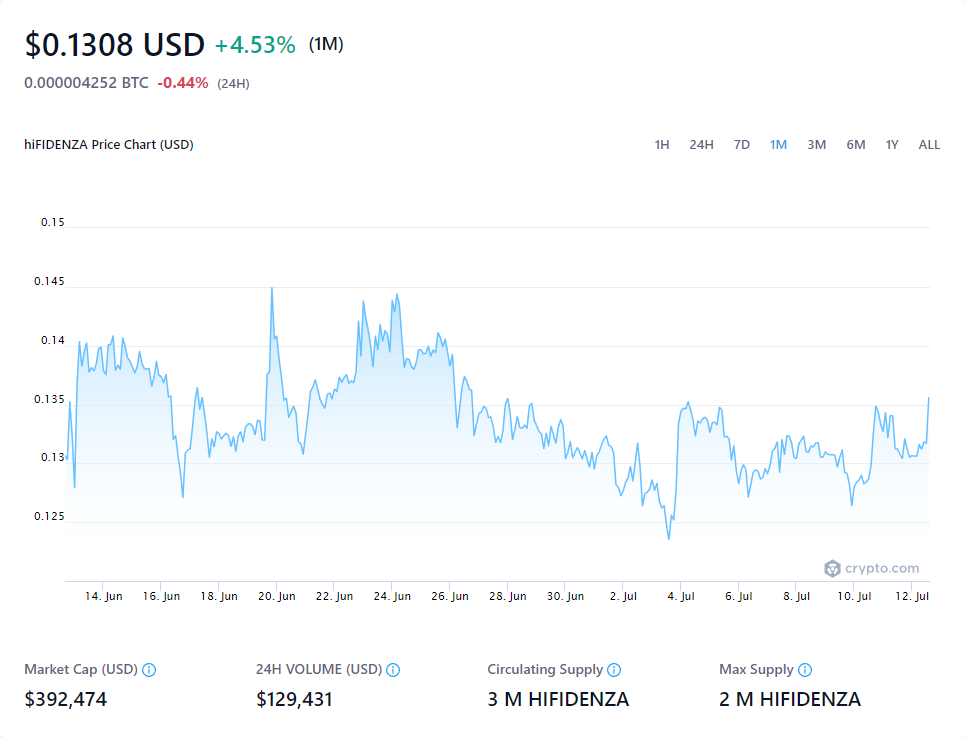 $0.1308 USD +4.53% (1M)
0.000004252 BTC -0.44% (24H)
hiFIDENZA Price Chart (USD) 1H 24H 7D 1M 3M 6M 1Y ALL
0.15
0.145
0.14
0.135
0.13
0.125
crypto.com
14. Jun 16. Jun 18. Jun 20. Jun 22. Jun 24. Jun 26. Jun 28. Jun 30. Jun 2. Jul 4. Jul 6. Jul 8. Jul 10. Jul 12. Jul
Market Cap (USD) 24H VOLUME (USD) Circulating Supply Max Supply
$392,474 $129,431 3 M HIFIDENZA 2 M HIFIDENZA